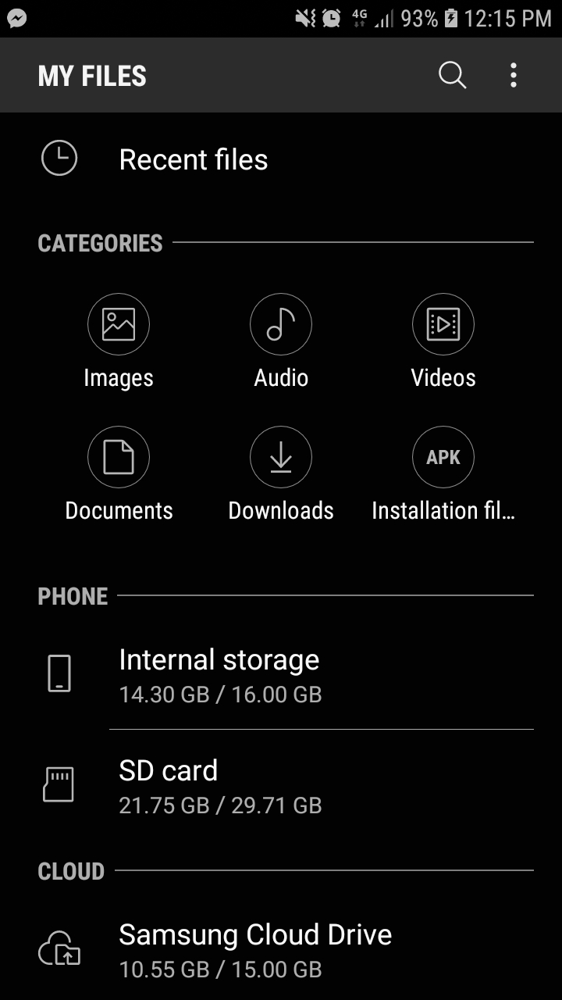 4G 93% 12:15 PM
MY FILES
Recent files
CATEGORIES
Images Audio Videos
APK
Documents Downloads Installation fil...
PHONE
Internal storage
14.30 GB / 16.00 GB
SD card
21.75 GB / 29.71 GB
CLOUD
Samsung Cloud Drive
10.55 GB / 15.00 GB